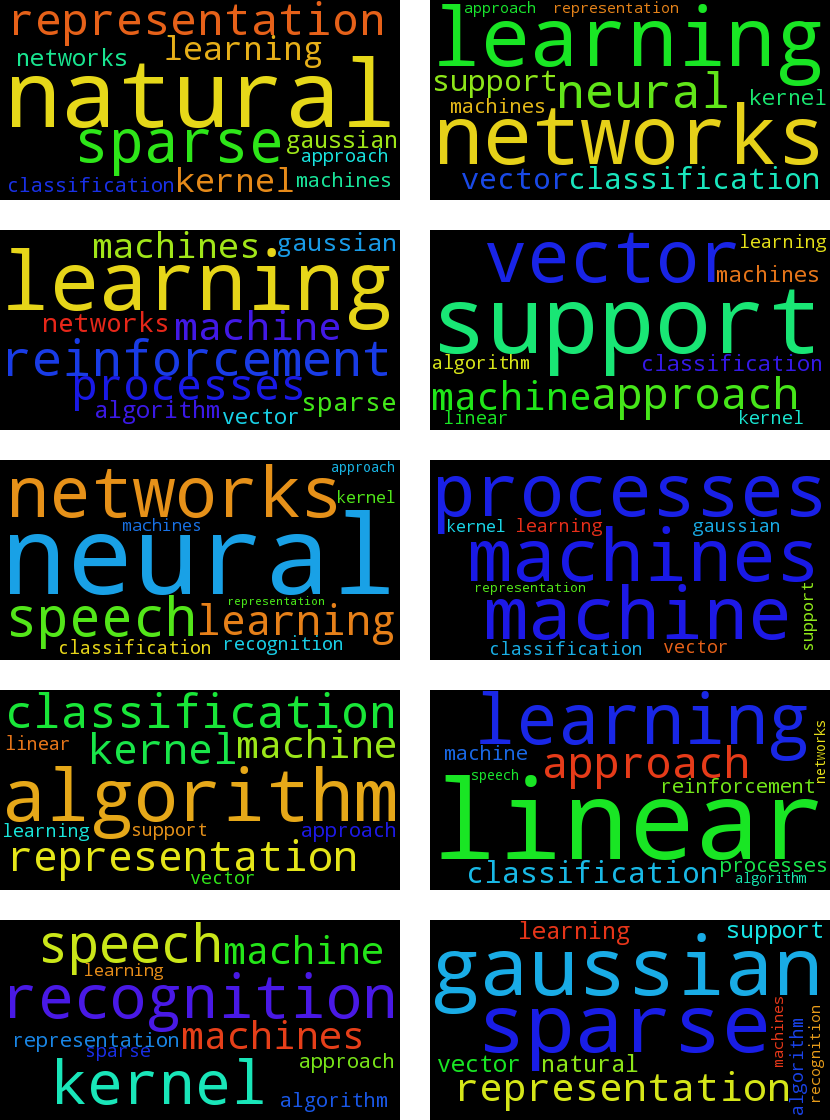 representation
networks learning
natural
sparse gaussian
approach
classification kernel machines
approach representation
learning
support neural kernel
machines
networks
vector classification
machines gaussian
learning
networks machine
reinforcement
processes
algorithm vector sparse
vector learning
machines
support
algorithm classification
machine approach
linear kernel
approach
networks kernel
machines
neural
representation
speech learning
classification recognition
processes
kernel learning gaussian
machines
representation
machine support
classification vector
classification
linear kernel machine
algorithm
learning support approach
representation
vector
learning
machine approach networks
speech reinforcement
linear
classification processes
algorithm
speech machine
learning
recognition
representation machines
sparse
kernel approach
algorithm
learning support
gaussian
sparse machines
vector natural algorithm recognition
representation